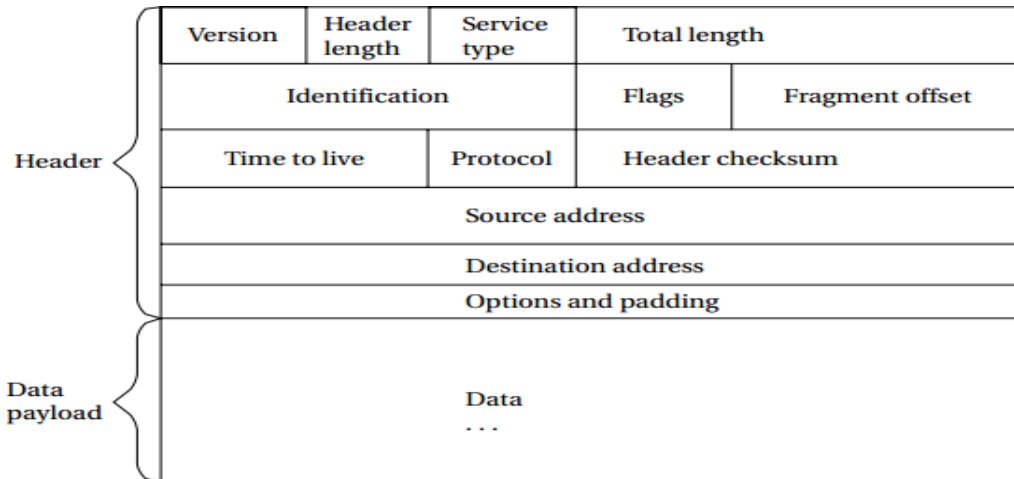 Version
Header
length
Service
type
Total length
Identification
Flags
Fragment offset
Header
Time to live
Protocol
Header checksum
Source address
Destination address
Options and padding
Data
payload
Data
...